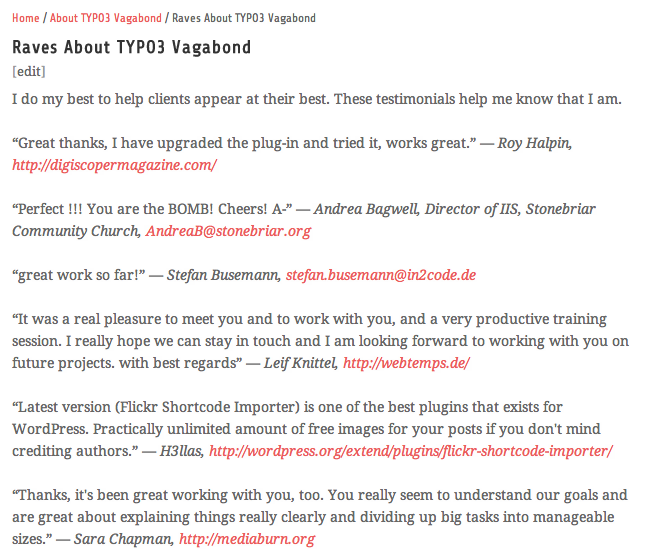 Home / About TYPO3 Vagabond / Raves About TYPO3 Vagabond
Raves About TYPO3 Vagabond
[edit]
I do my best to help clients appear at their best. These testimonials help me know that I am.
“Great thanks, I have upgraded the plug-in and tried it, works great.” — Roy Halpin,
http://digiscopermagazine.com/
“Perfect !!! You are the BOMB! Cheers! A-” — Andrea Bagwell, Director of IIS, Stonebriar
Community Church, AndreaB@stonebriar.org
“great work so far!” — Stefan Busemann, stefan.busemann@in2code.de
“It was a real pleasure to meet you and to work with you, and a very productive training
session. I really hope we can stay in touch and I am looking forward to working with you on
future projects. with best regards” — Leif Knittel, http://webtemps.de/
“Latest version (Flickr Shortcode Importer) is one of the best plugins that exists for
WordPress. Practically unlimited amount of free images for your posts if you don't mind
crediting authors.” — H3llas, http://wordpress.org/extend/plugins/flickr-shortcode-importer/
“Thanks, it's been great working with you, too. You really seem to understand our goals and
are great about explaining things really clearly and dividing up big tasks into manageable
sizes.” — Sara Chapman, http://mediaburn.org